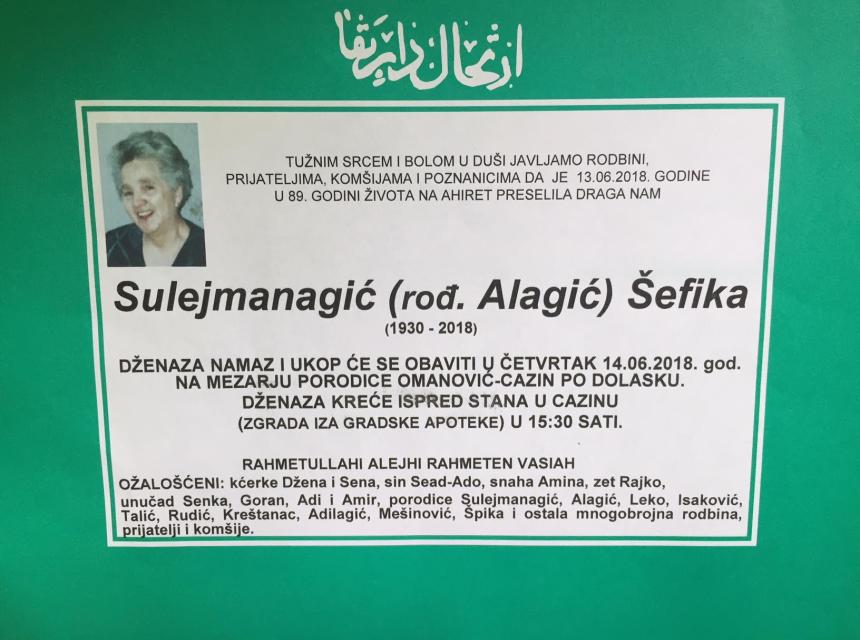 ارتحال دار بقا
TUŽNIM SRCEM I BOLOM U DUŠI JAVLJAMO RODBINI,
PRIJATELJIMA, KOMŠIJAMA I POZNANICIMA DA JE 13.06.2018. GODINE
U 89. GODINI ŽIVOTA NA AHIRET PRESELILA DRAGA NAM
Sulejmanagić (rođ. Alagić) Šefika
(1930 - 2018)
DŽENAZA NAMAZ I UKOP ĆE SE OBAVITI U ČETVRTAK 14.06.2018. god.
NA MEZARJU PORODICE OMANOVIĆ-CAZIN PO DOLASKU.
DŽENAZA KREĆE ISPRED STANA U CAZINU
(ZGRADA IZA GRADSKE APOTEKE) U 15:30 SATI.
RAHMETULLAHI ALEJHI RAHMETEN VASIAH
OŽALOŠĆENI: kćerke Džena i Sena, sin Sead-Ado, snaha Amina, zet Rajko,
unučad Senka, Goran, Adi i Amir, porodice Sulejmanagić, Alagić, Leko, Isaković,
Talić, Rudić, Kreštanac, Adilagić, Mešinović, Špika i ostala mnogobrojna rodbina,
prijatelji i komšije.